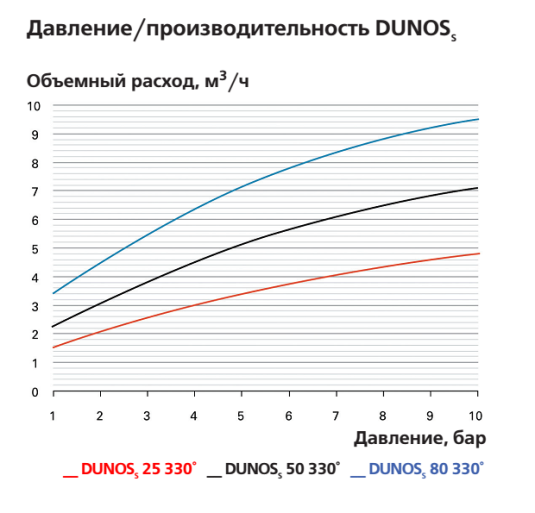 Давление/производительность DUNOSs
Объемный расход, м³/ч
10
9
8
7
6
5
4
3
2
1
0
1 2 3 4 5 6 7 8 9 10
Давление, бар
DUNOSs 25 330° DUNOSs 50 330° DUNOSs 80 330°